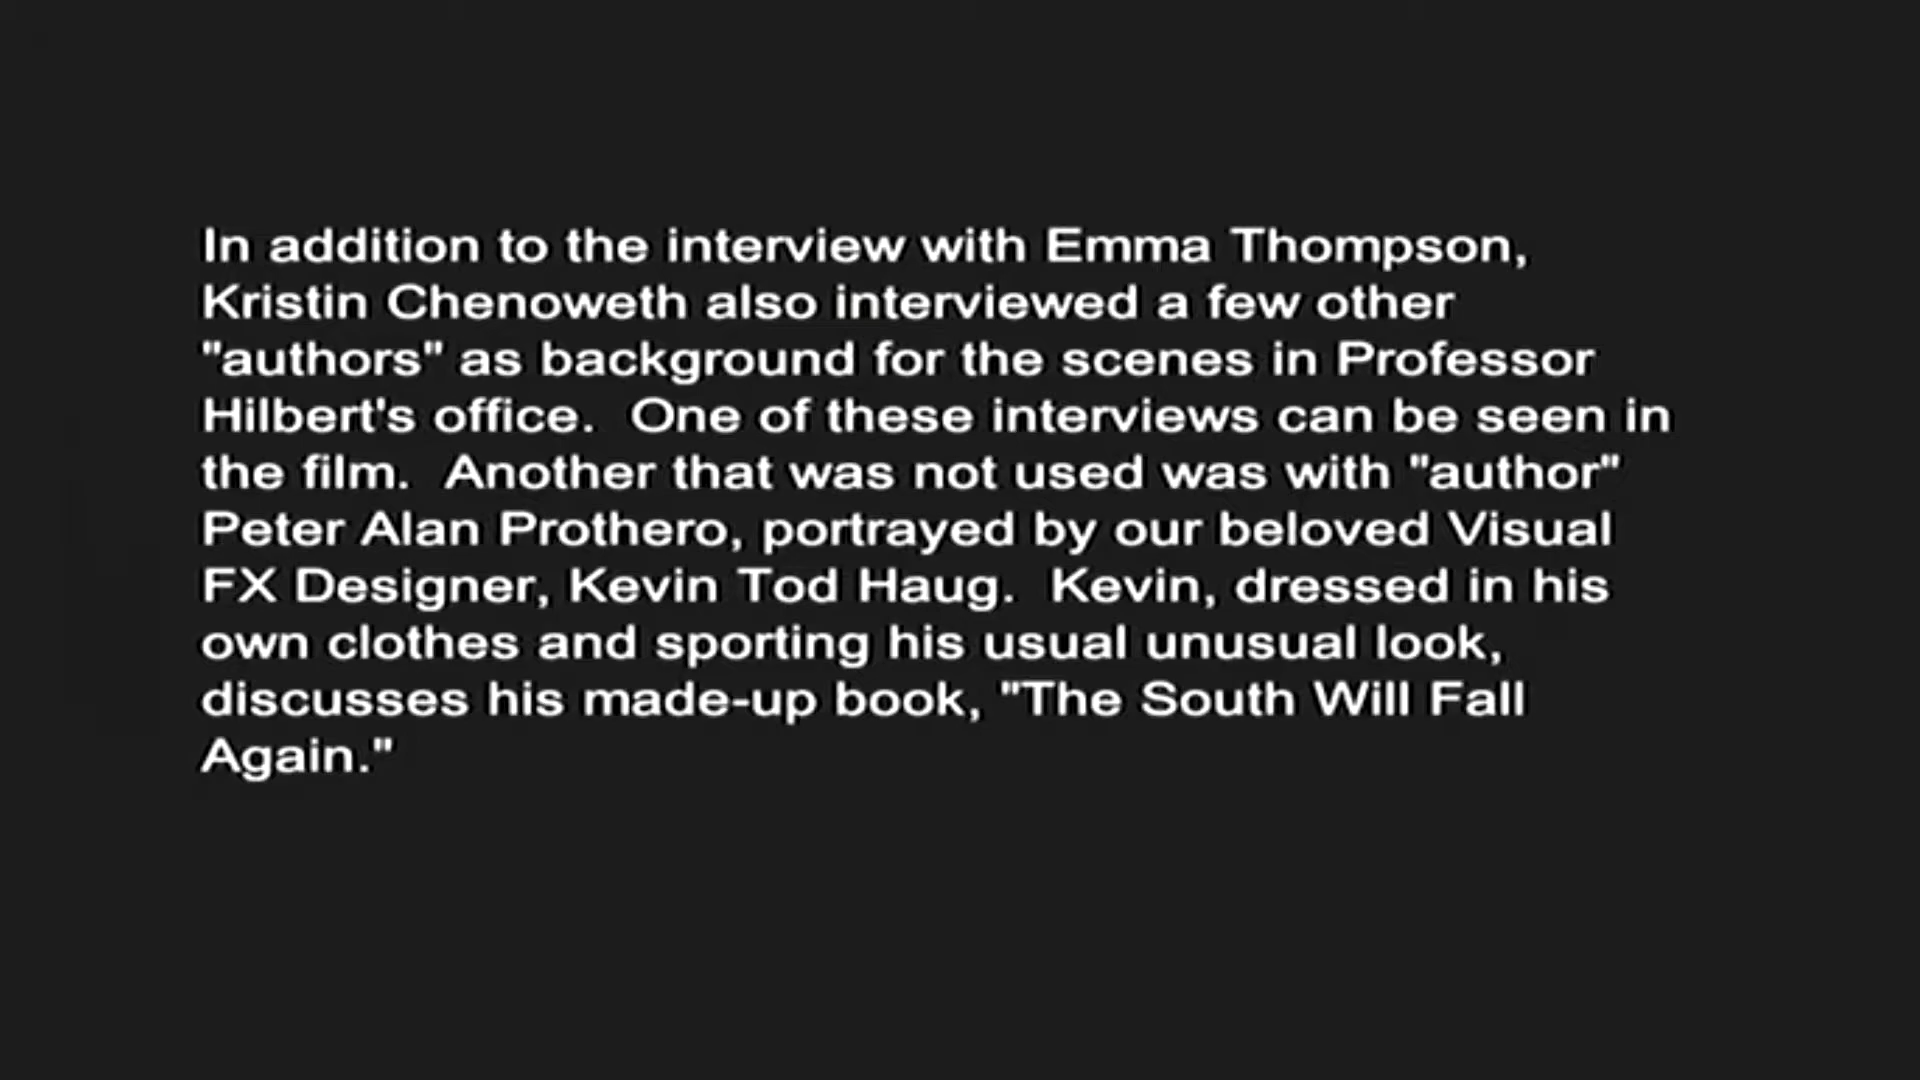 In addition to the interview with Emma Thompson,
Kristin Chenoweth also interviewed a few other
"authors" as background for the scenes in Professor
Hilbert's office.  One of these interviews can be seen in
the film.  Another that was not used was with "author"
Peter Alan Prothero, portrayed by our beloved Visual
FX Designer, Kevin Tod Haug.  Kevin, dressed in his
own clothes and sporting his usual unusual look,
discusses his made-up book, "The South Will Fall
Again."